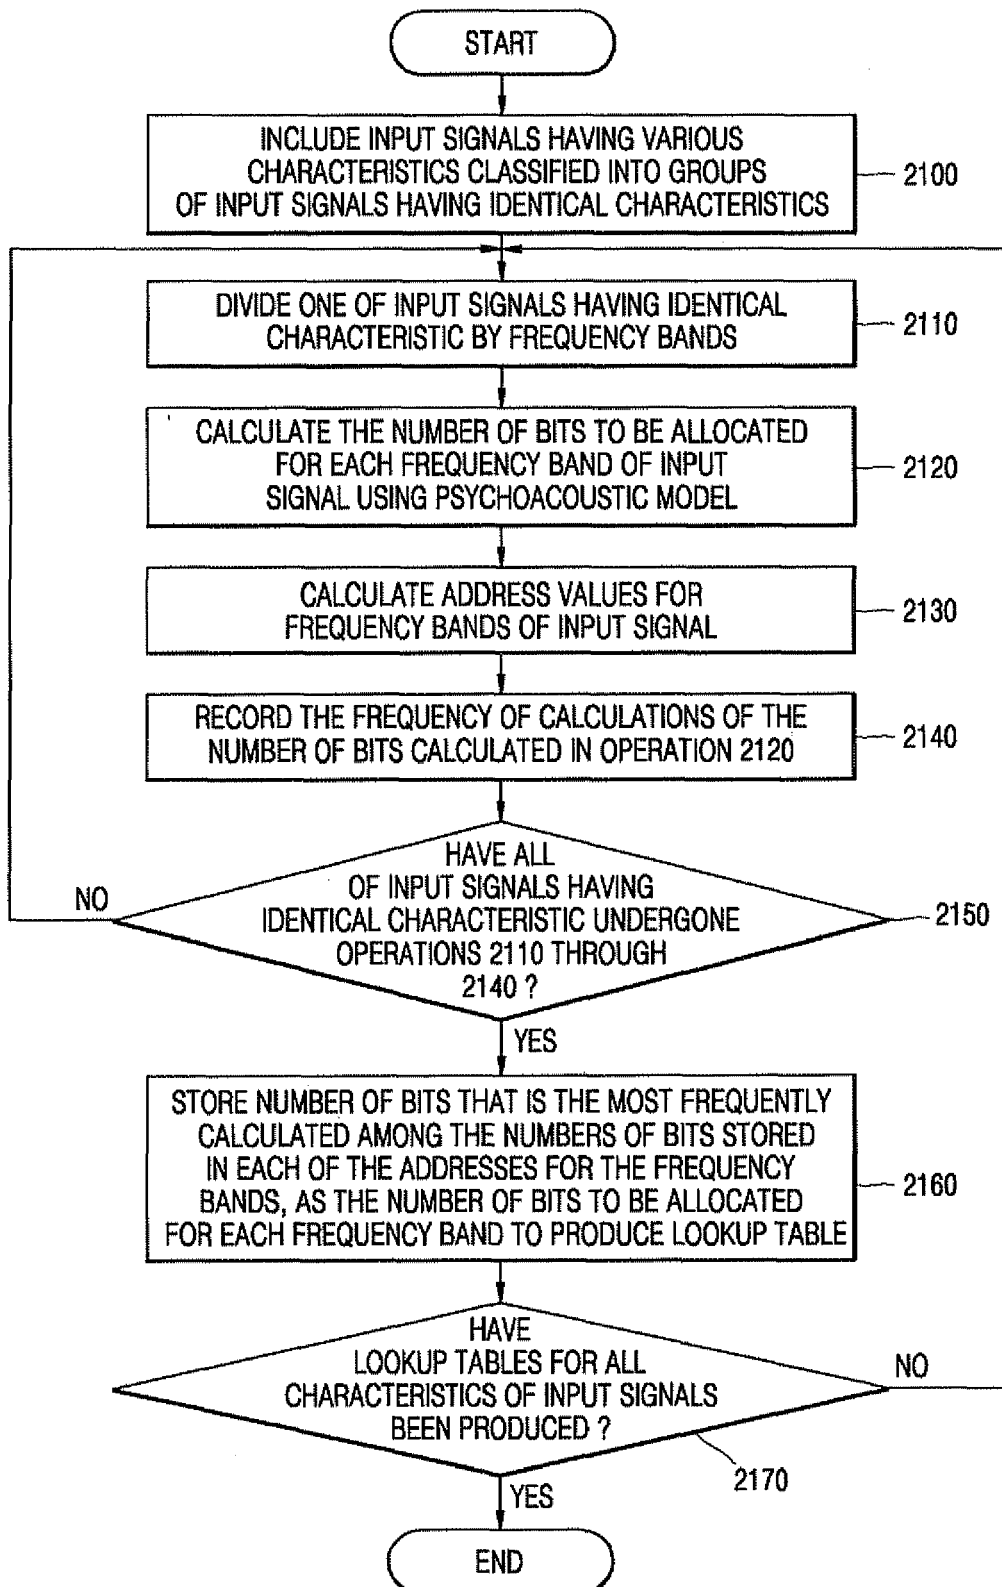 START
INCLUDE INPUT SIGNALS HAVING VARIOUS
CHARACTERISTICS CLASSIFIED INTO GROUPS
OF INPUT SIGNALS HAVING IDENTICAL CHARACTERISTICS
2100
DIVIDE ONE OF INPUT SIGNALS HAVING IDENTICAL
CHARACTERISTIC BY FREQUENCY BANDS
2110
CALCULATE THE NUMBER OF BITS TO BE ALLOCATED
FOR EACH FREQUENCY BAND OF INPUT
SIGNAL USING PSYCHOACOUSTIC MODEL
2120
CALCULATE ADDRESS VALUES FOR
FREQUENCY BANDS OF INPUT SIGNAL
2130
RECORD THE FREQUENCY OF CALCULATIONS OF THE
NUMBER OF BITS CALCULATED IN OPERATION 2120
2140
HAVE ALL
OF INPUT SIGNALS HAVING
IDENTICAL CHARACTERISTIC UNDERGONE
OPERATIONS 2110 THROUGH
2140 ?
NO
2150
YES
STORE NUMBER OF BITS THAT IS THE MOST FREQUENTLY
CALCULATED AMONG THE NUMBERS OF BITS STORED
IN EACH OF THE ADDRESSES FOR THE FREQUENCY
BANDS, AS THE NUMBER OF BITS TO BE ALLOCATED
FOR EACH FREQUENCY BAND TO PRODUCE LOOKUP TABLE
2160
HAVE
LOOKUP TABLES FOR ALL
CHARACTERISTICS OF INPUT SIGNALS
BEEN PRODUCED ?
NO
2170
YES
END